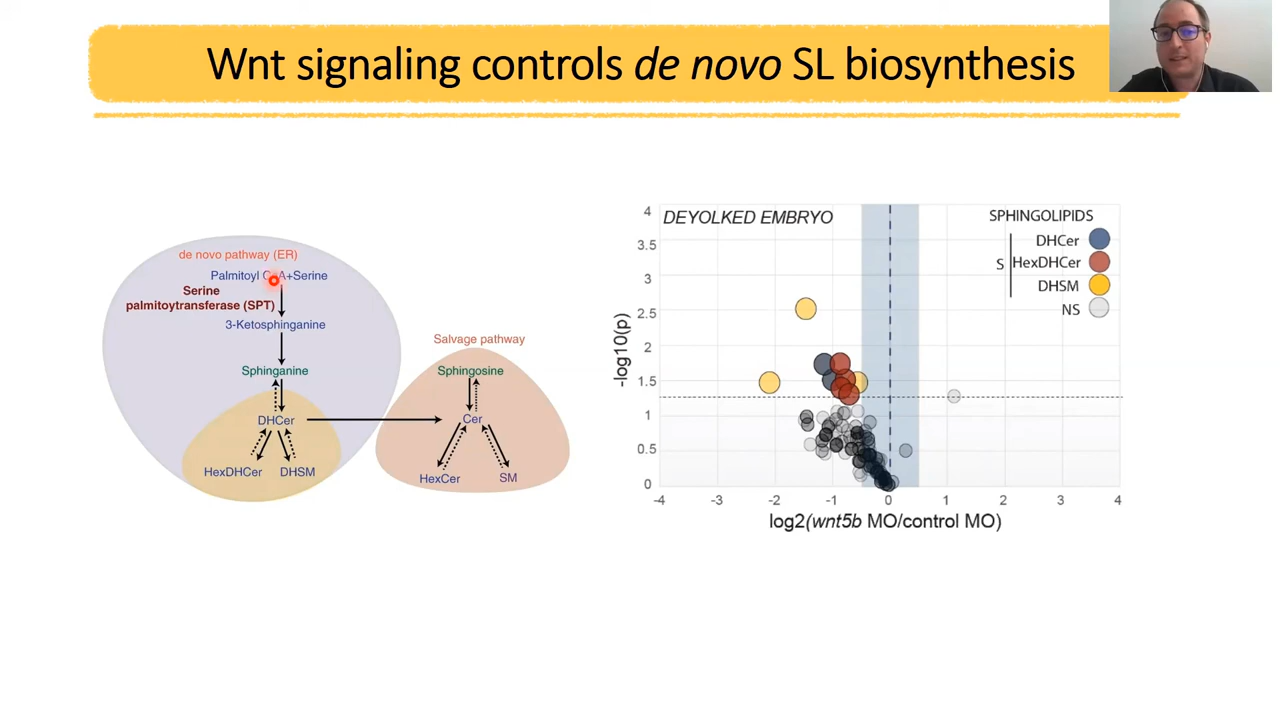 Wnt signaling controls de novo SL biosynthesis
de novo pathway (ER)
Palmitoyl CoA+Serine
Serine
palmitoytransferase (SPT)
3-Ketosphinganine
Sphinganine
DHCer
HexDHCer
DHSM
Salvage pathway
Sphingosine
Cer
HexCer
SM
DEYOLKED EMBRYO
SPHINGOLIPIDS
DHCer
S
HexDHCer
DHSM
NS
-log10(p)
4
3.5
3
2.5
2
1.5
1
0.5
0
-4
-3
-2
-1
0
1
2
3
4
log2(wnt5b MO/control MO)